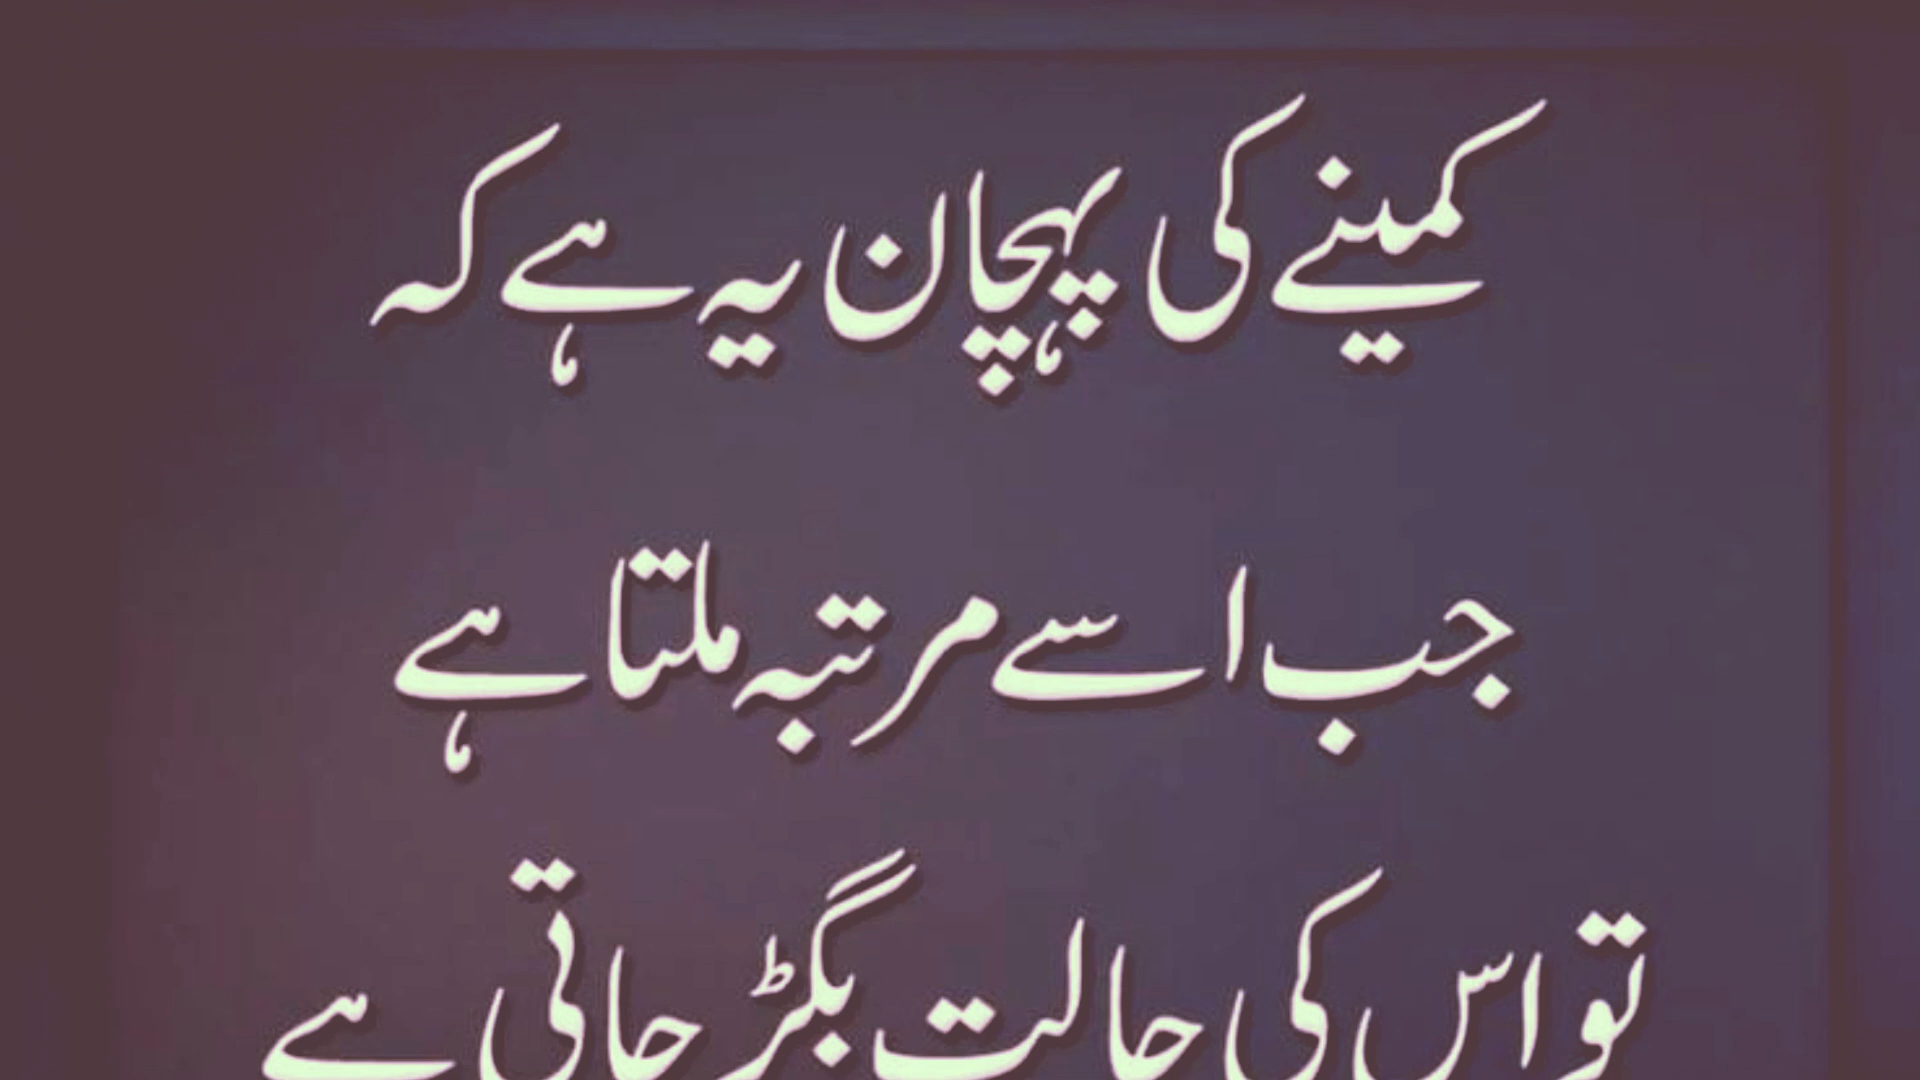 کمینے کی پہچان یہ ہے کہ
جب اسے مرتبہ ملتا ہے
تو اس کی حالت بگڑ جاتی ہے